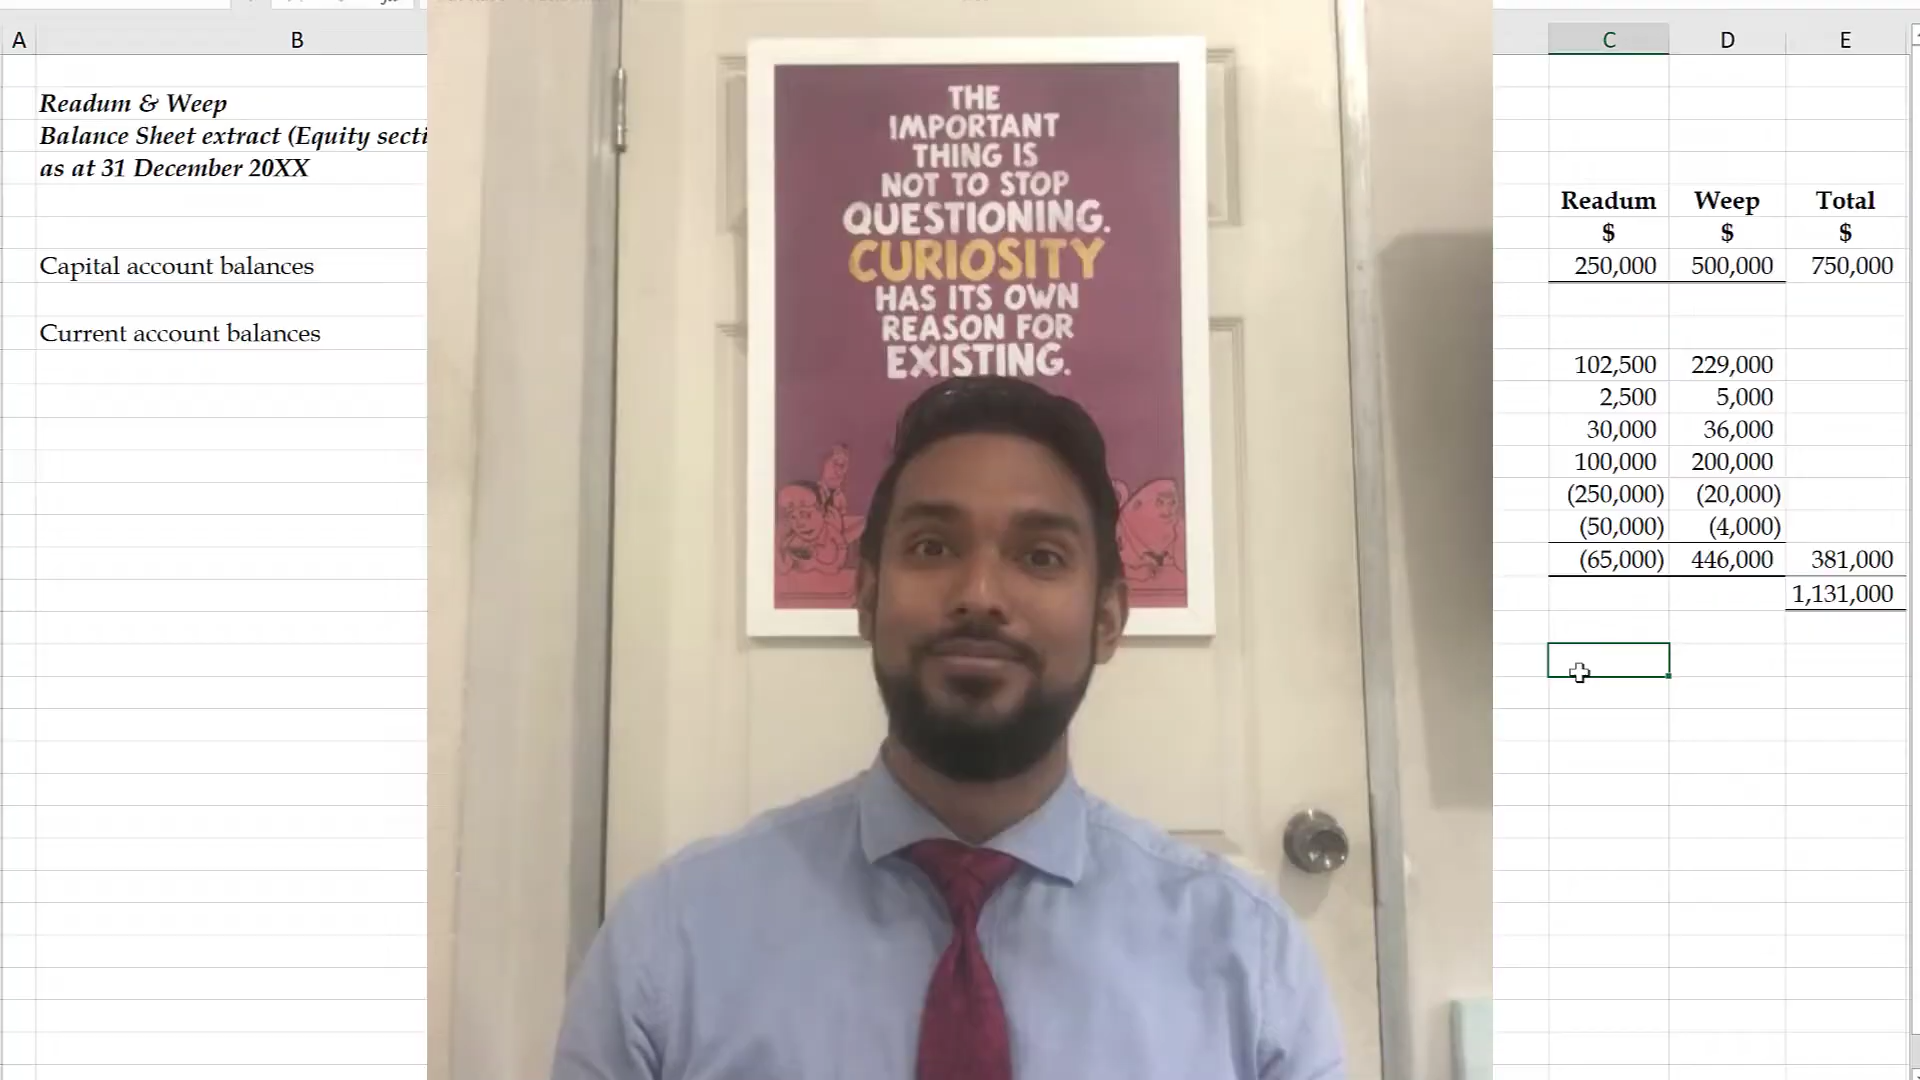 A B C D E
Readum & Weep
Balance Sheet extract (Equity secti
as at 31 December 20XX
THE
IMPORTANT
THING IS
NOT TO STOP
QUESTIONING.
CURIOSITY
HAS ITS OWN
REASON FOR
EXISTING.
Readum Weep Total
$ $ $
Capital account balances 250,000 500,000 750,000
Current account balances
102,500 229,000
2,500 5,000
30,000 36,000
100,000 200,000
(250,000) (20,000)
(50,000) (4,000)
(65,000) 446,000 381,000
1,131,000